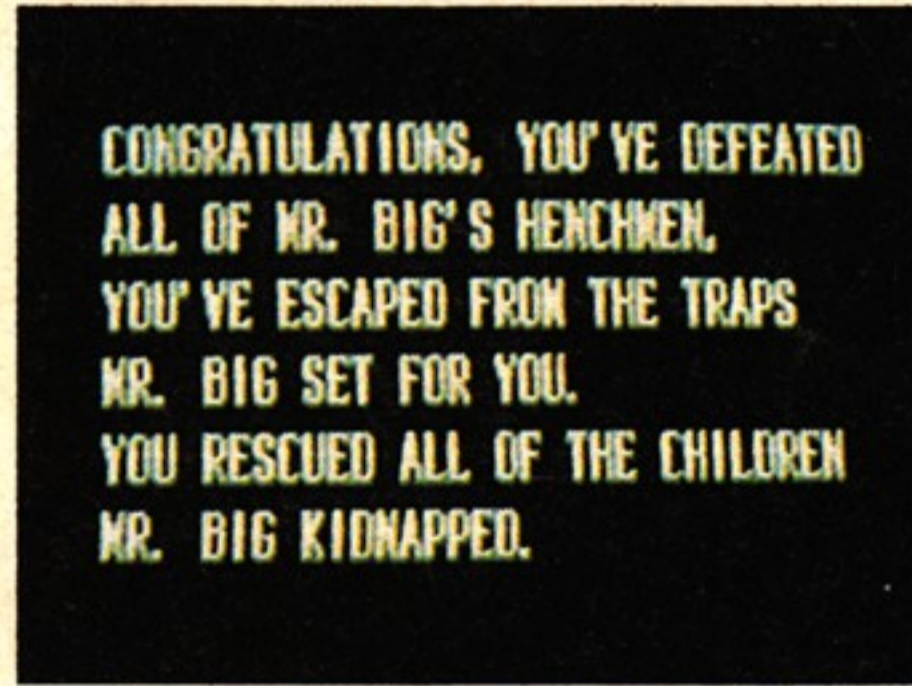 CONGRATULATIONS, YOU'VE DEFEATED
ALL OF MR. BIG'S HENCHMEN,
YOU'VE ESCAPED FROM THE TRAPS
MR. BIG SET FOR YOU.
YOU RESCUED ALL OF THE CHILDREN
MR. BIG KIDNAPPED.